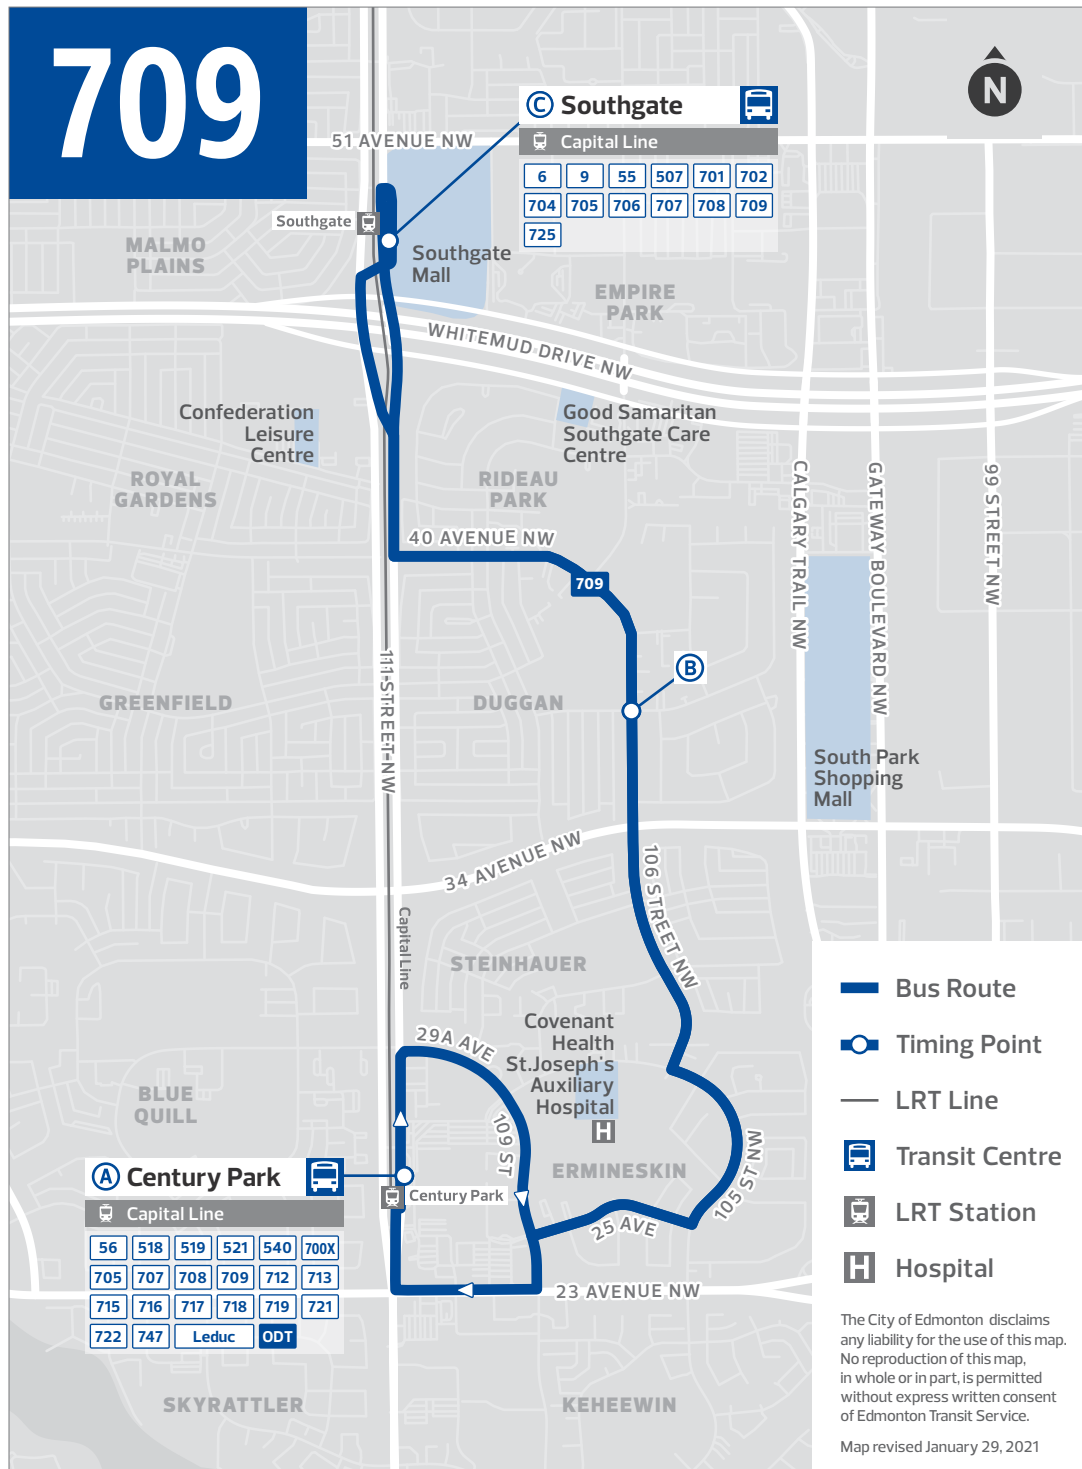 709
N
C Southgate
Capital Line
6 9 55 507 701 702
704 705 706 707 708 709
725
51 AVENUE NW
Southgate
MALMO
PLAINS
Southgate
Mall
EMPIRE
PARK
WHITEMUD DRIVE NW
Confederation
Leisure
Centre
Good Samaritan
Southgate Care
Centre
ROYAL
GARDENS
RIDEAU
PARK
CALGARY TRAIL NW
GATEWAY BOULEVARD NW
99 STREET NW
40 AVENUE NW
709
B
111 STREET NW
GREENFIELD
DUGGAN
South Park
Shopping
Mall
34 AVENUE NW
106 STREET NW
Capital Line
STEINHAUER
Covenant
Health
St.Joseph's
Auxiliary
Hospital
H
29A AVE
109 ST
BLUE
QUILL
ERMINESKIN
105 ST NW
25 AVE
A Century Park
Capital Line
56 518 519 521 540 700X
705 707 708 709 712 713
715 716 717 718 719 721
722 747 Leduc ODT
Century Park
23 AVENUE NW
SKYRATTLER
KEHEEWIN
Bus Route
Timing Point
LRT Line
Transit Centre
LRT Station
H Hospital
The City of Edmonton disclaims
any liability for the use of this map.
No reproduction of this map,
in whole or in part, is permitted
without express written consent
of Edmonton Transit Service.
Map revised January 29, 2021